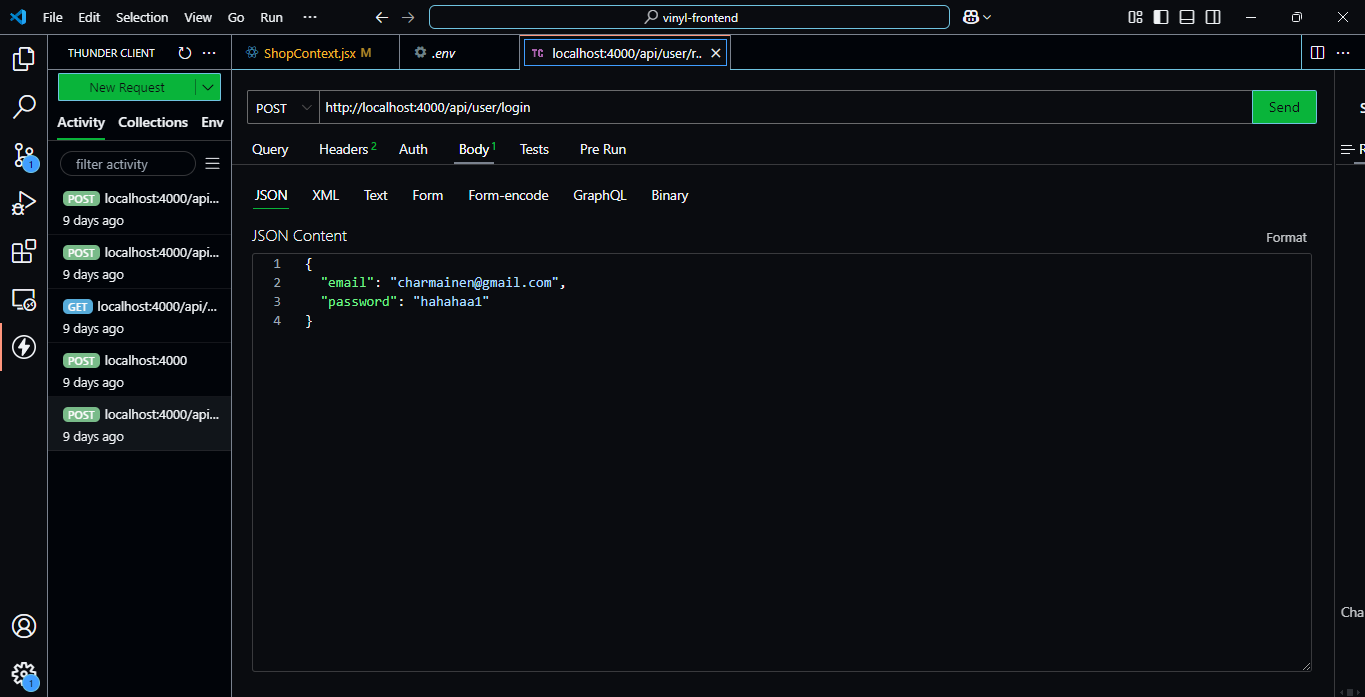 File Edit Selection View Go Run ··· vinyl-frontend
THUNDER CLIENT ···
ShopContext.jsx M
.env
TC localhost:4000/api/user/r..
New Request
Activity Collections Env
filter activity
POST localhost:4000/api...
9 days ago
POST localhost:4000/api...
9 days ago
GET localhost:4000/api/...
9 days ago
POST localhost:4000
9 days ago
POST localhost:4000/api...
9 days ago
1
1
POST http://localhost:4000/api/user/login Send
Query Headers 2 Auth Body 1 Tests Pre Run
JSON XML Text Form Form-encode GraphQL Binary
JSON Content Format
1 {
2 "email": "charmainen@gmail.com",
3 "password": "hahahaa1"
4 }
S
R
Cha